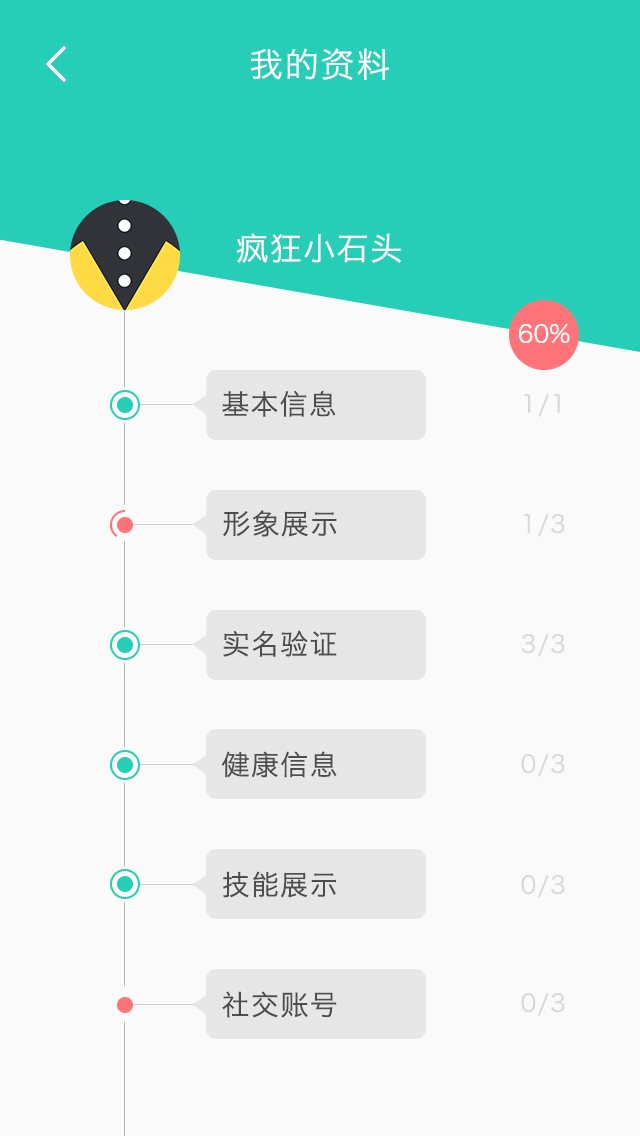 我的资料
疯狂小石头
60%
基本信息 1/1
形象展示 1/3
实名验证 3/3
健康信息 0/3
技能展示 0/3
社交账号 0/3